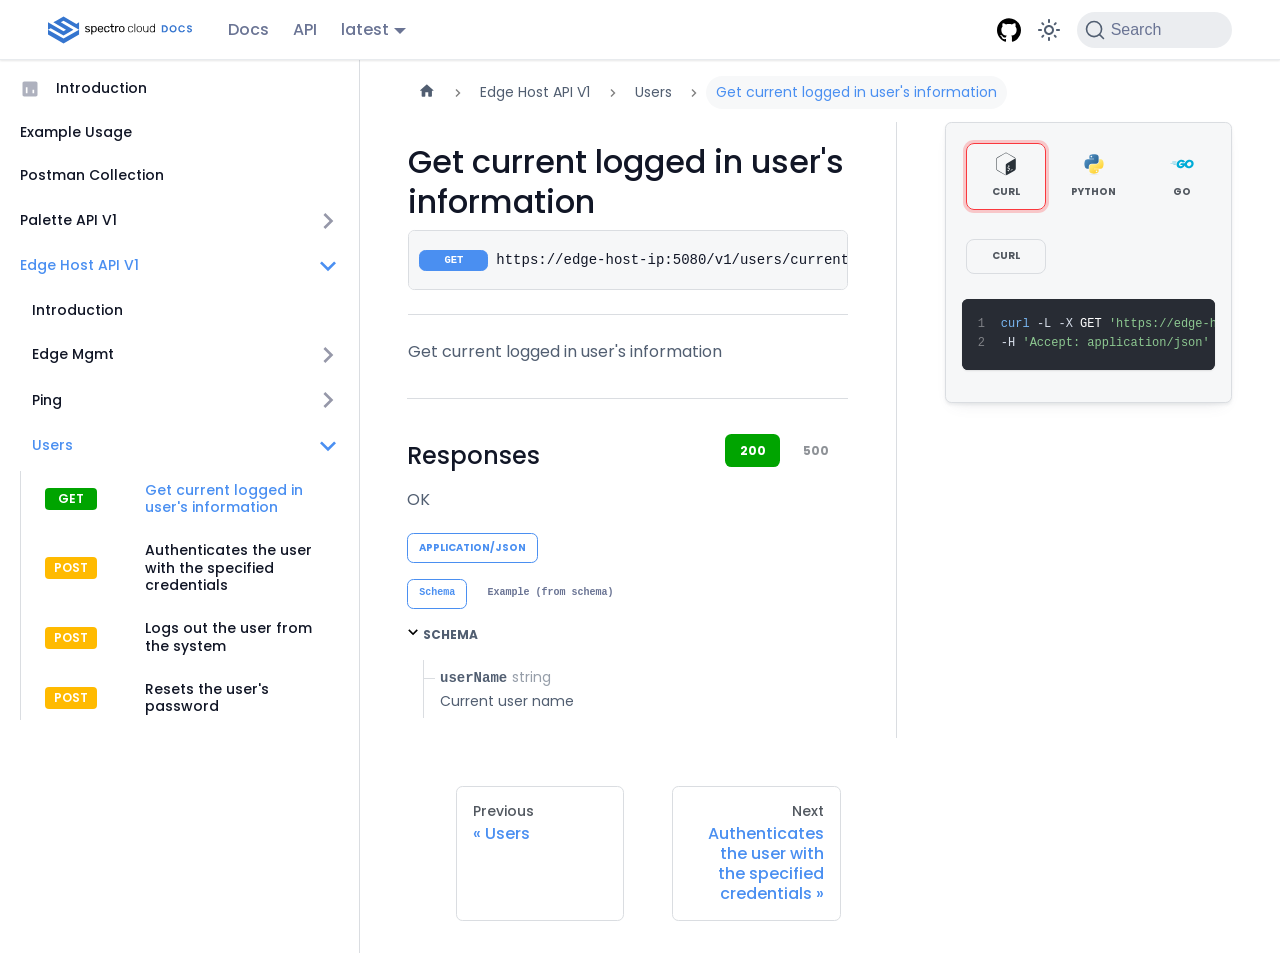 spectro cloud DOCS
Docs
API
latest
Search
Introduction
Example Usage
Postman Collection
Palette API V1
Edge Host API V1
Introduction
Edge Mgmt
Ping
Users
GET
Get current logged in
user's information
POST
Authenticates the user
with the specified
credentials
POST
Logs out the user from
the system
POST
Resets the user's
password
Edge Host API V1
Users
Get current logged in user's information
Get current logged in user's
information
GET https://edge-host-ip:5080/v1/users/current
Get current logged in user's information
Responses
200
500
OK
APPLICATION/JSON
Schema
Example (from schema)
SCHEMA
userName string
Current user name
Previous
« Users
Next
Authenticates
the user with
the specified
credentials »
CURL
PYTHON
GO
GO
CURL
1 curl -L -X GET 'https://edge-h
2 -H 'Accept: application/json'